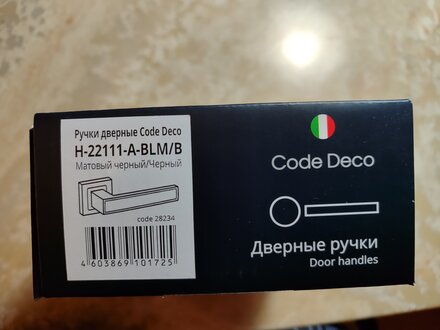 Ручки дверные Code Deco
H-22111-A-BLM/B
Матовый черный/Черный
code 28234
4 603869 101725
Code Deco
Дверные ручки
Door handles